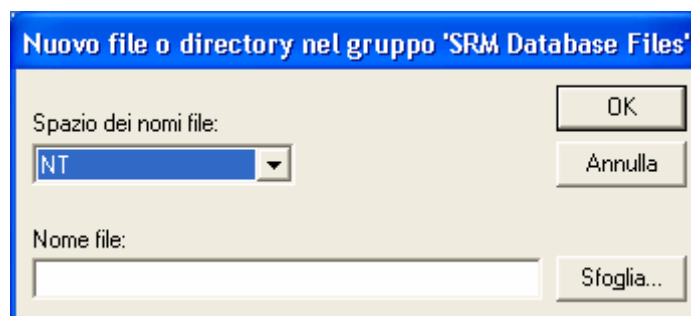 Nuovo file o directory nel gruppo 'SRM Database Files'
Spazio dei nomi file:
OK
NT
Annulla
Nome file:
Sfoglia...